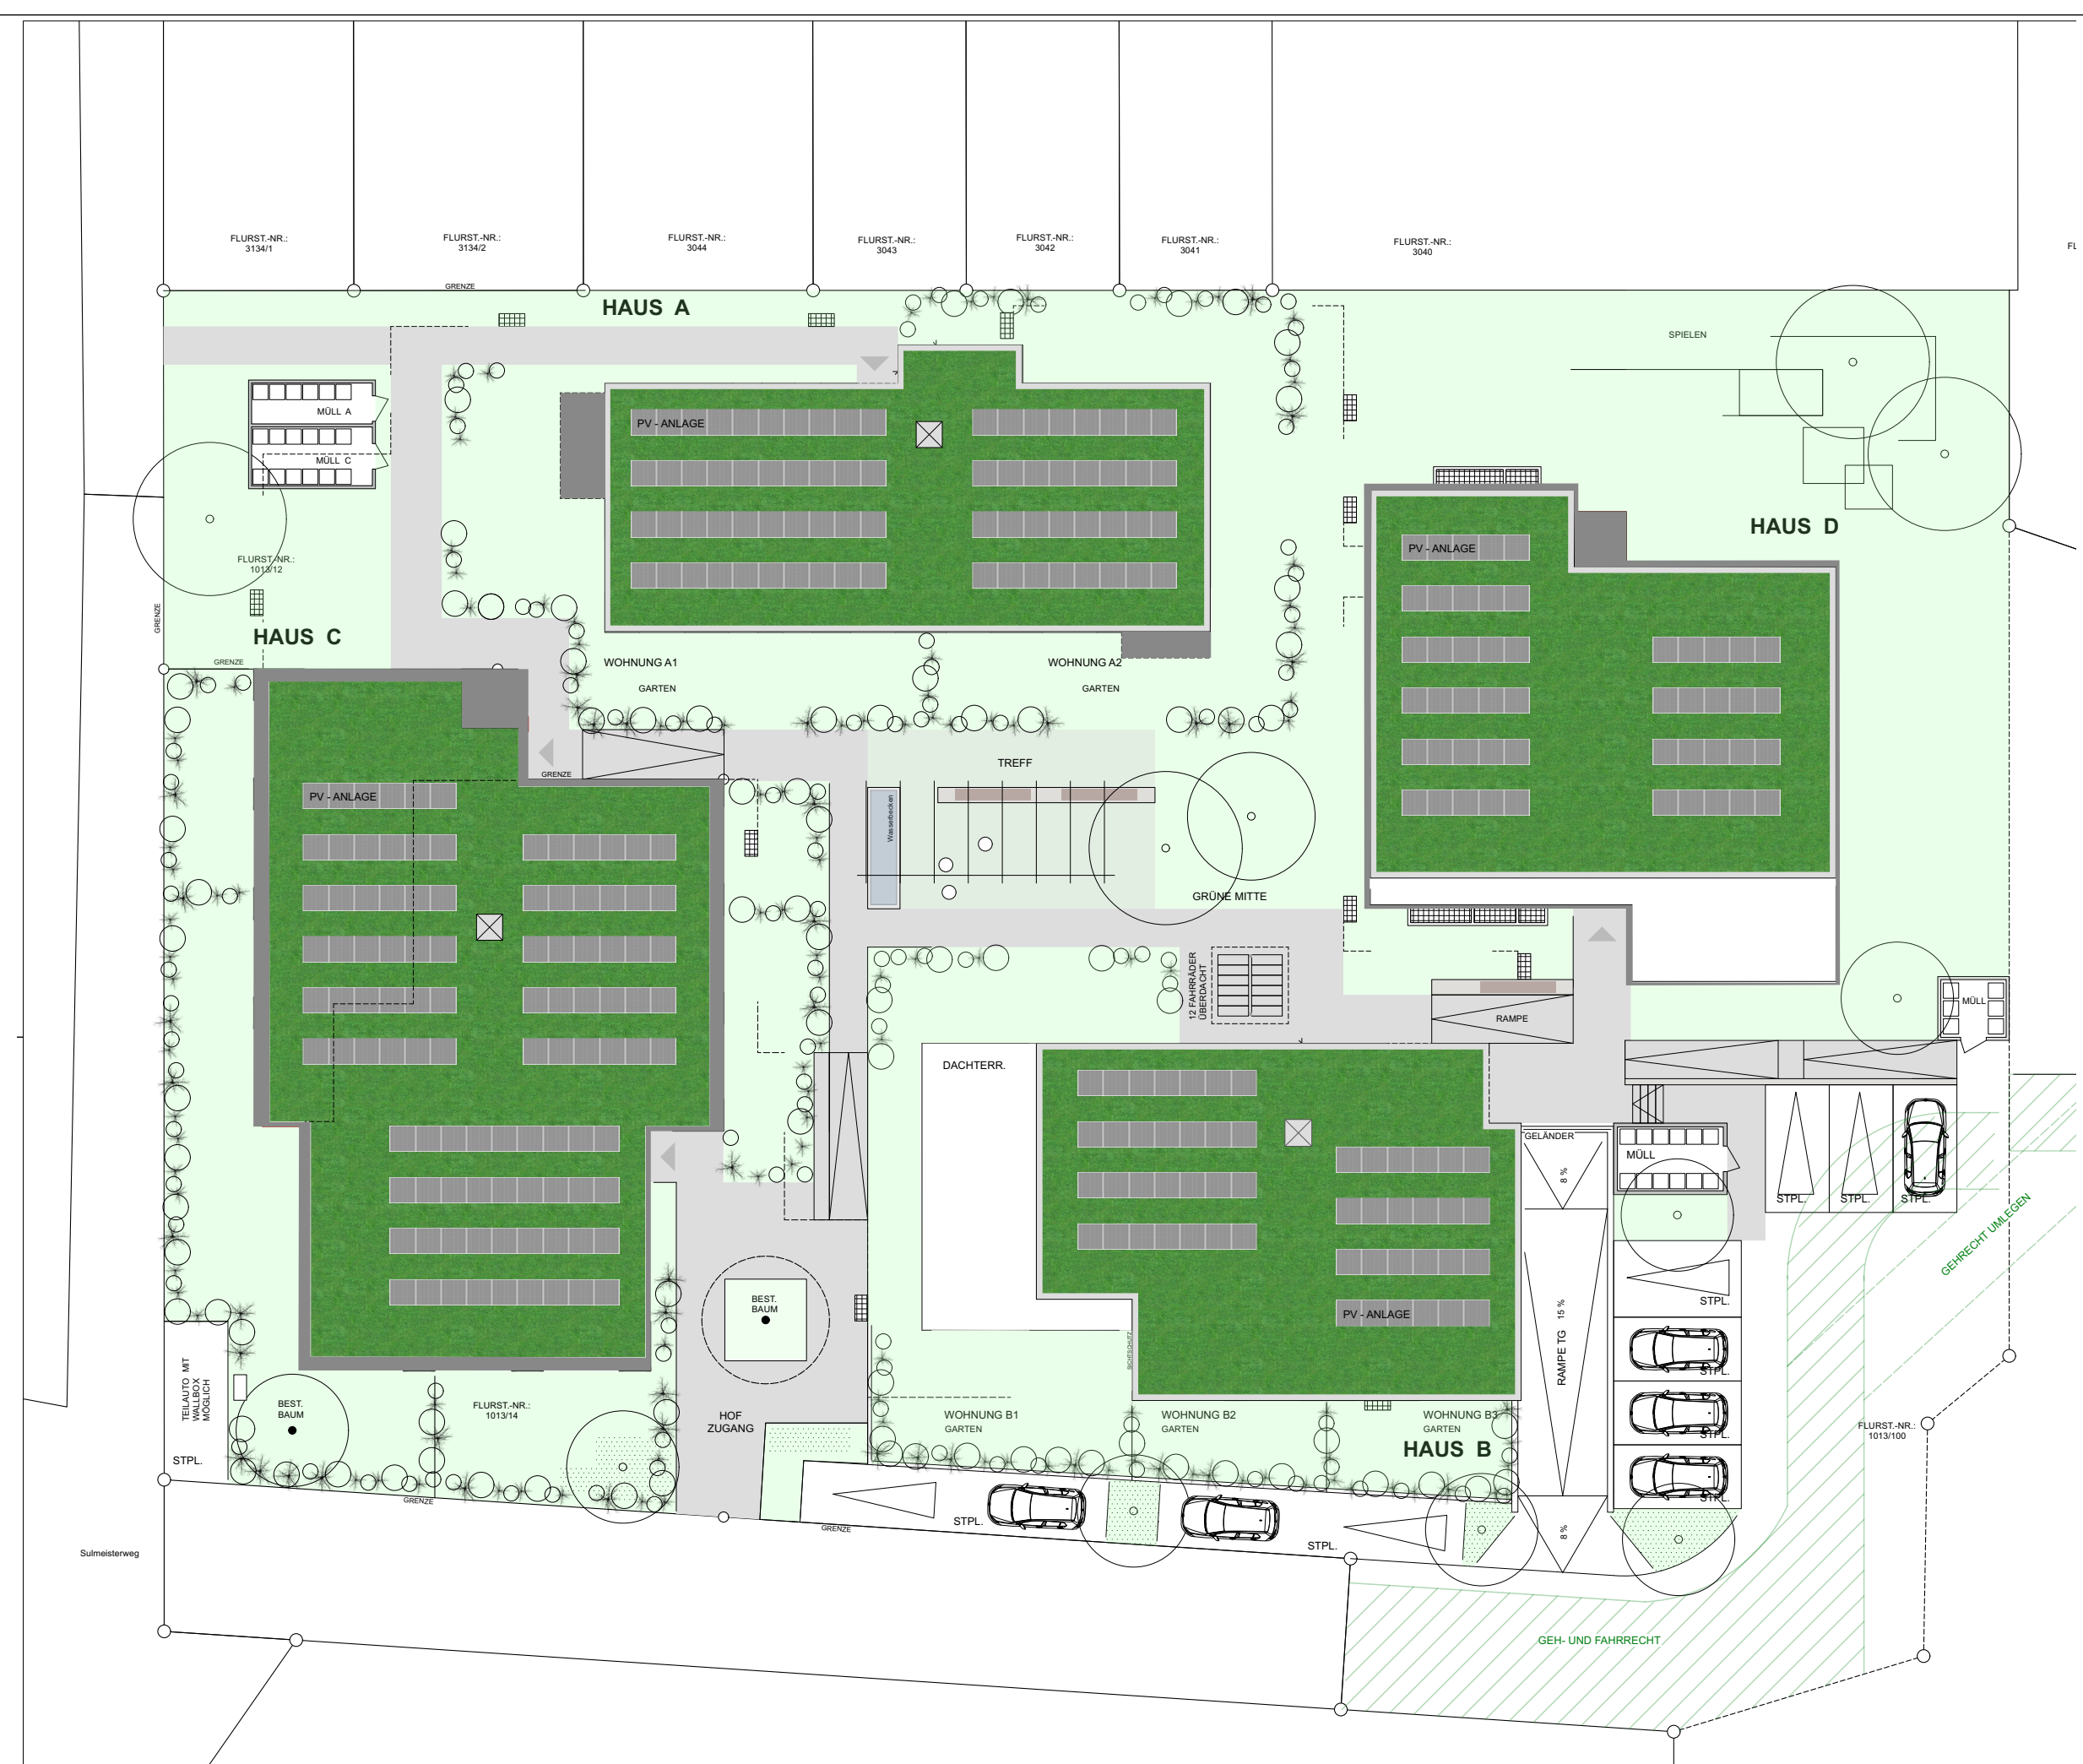 FLURST.-NR.:
3134/1
FLURST.-NR.:
3134/2
FLURST.-NR.:
3044
FLURST.-NR.:
3043
FLURST.-NR.:
3042
FLURST.-NR.:
3041
FLURST.-NR.:
3040
FL
GRENZE
HAUS A
SPIELEN
MÜLL A
MÜLL C
PV - ANLAGE
PV - ANLAGE
HAUS D
FLURST.-NR.:
1013/12
GRENZE
HAUS C
GRENZE
WOHNUNG A1
GARTEN
WOHNUNG A2
GARTEN
TREFF
GRENZE
PV - ANLAGE
Wasserbecken
GRÜNE MITTE
12 FAHRRÄDER
ÜBERDACHT
RAMPE
MÜLL
DACHTERR.
GELÄNDER
MÜLL
8 %
STPL.
STPL.
STPL.
GEHRECHT UMLEGEN
BEST.
BAUM
PV - ANLAGE
RAMPE TG 15 %
STPL.
STPL.
STPL.
STPL.
SICHTSCHUTZ
TEILAUTO MIT
WALLBOX
MÖGLICH
BEST.
BAUM
FLURST.-NR.:
1013/14
HOF
ZUGANG
WOHNUNG B1
GARTEN
WOHNUNG B2
GARTEN
WOHNUNG B3
GARTEN
HAUS B
FLURST.-NR.:
1013/100
STPL.
GRENZE
STPL.
GRENZE
STPL.
8 %
Sulmeisterweg
GEH- UND FAHRRECHT